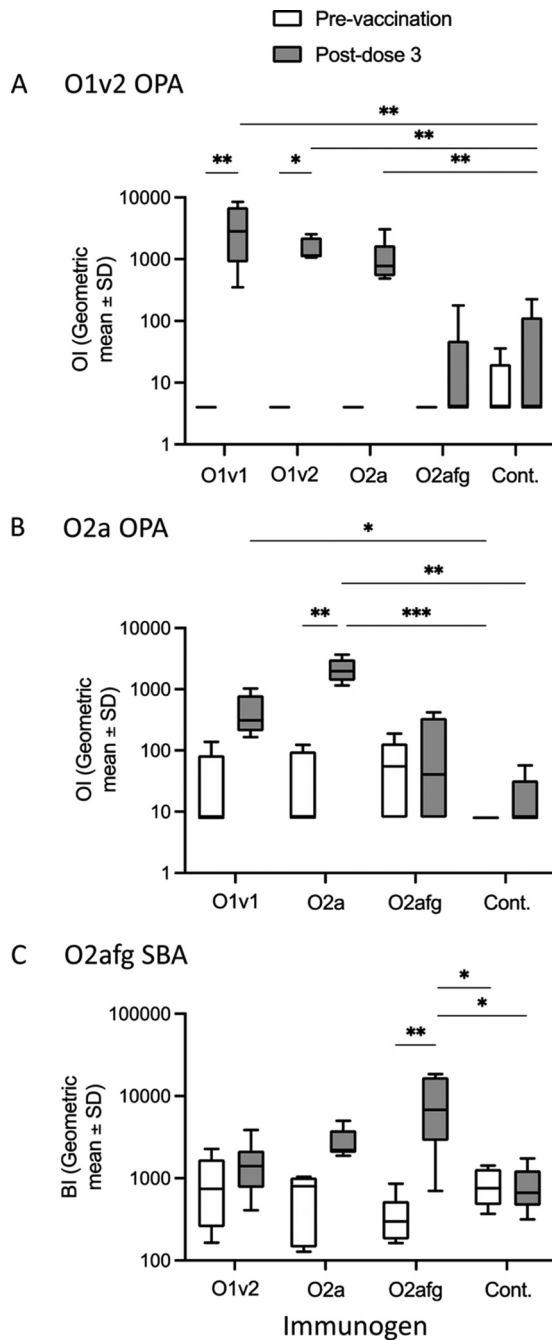 Pre-vaccination
Post-dose 3
A O1v2 OPA
**
**
**
** *
10000
1000
100
10
1
OI (Geometric
mean ± SD)
O1v1 O1v2 O2a O2afg Cont.
B O2a OPA
*
**
** ***
10000
1000
100
10
1
OI (Geometric
mean ± SD)
O1v1 O2a O2afg Cont.
C O2afg SBA
*
*
**
100000
10000
1000
100
BI (Geometric
mean ± SD)
O1v2 O2a O2afg Cont.
Immunogen